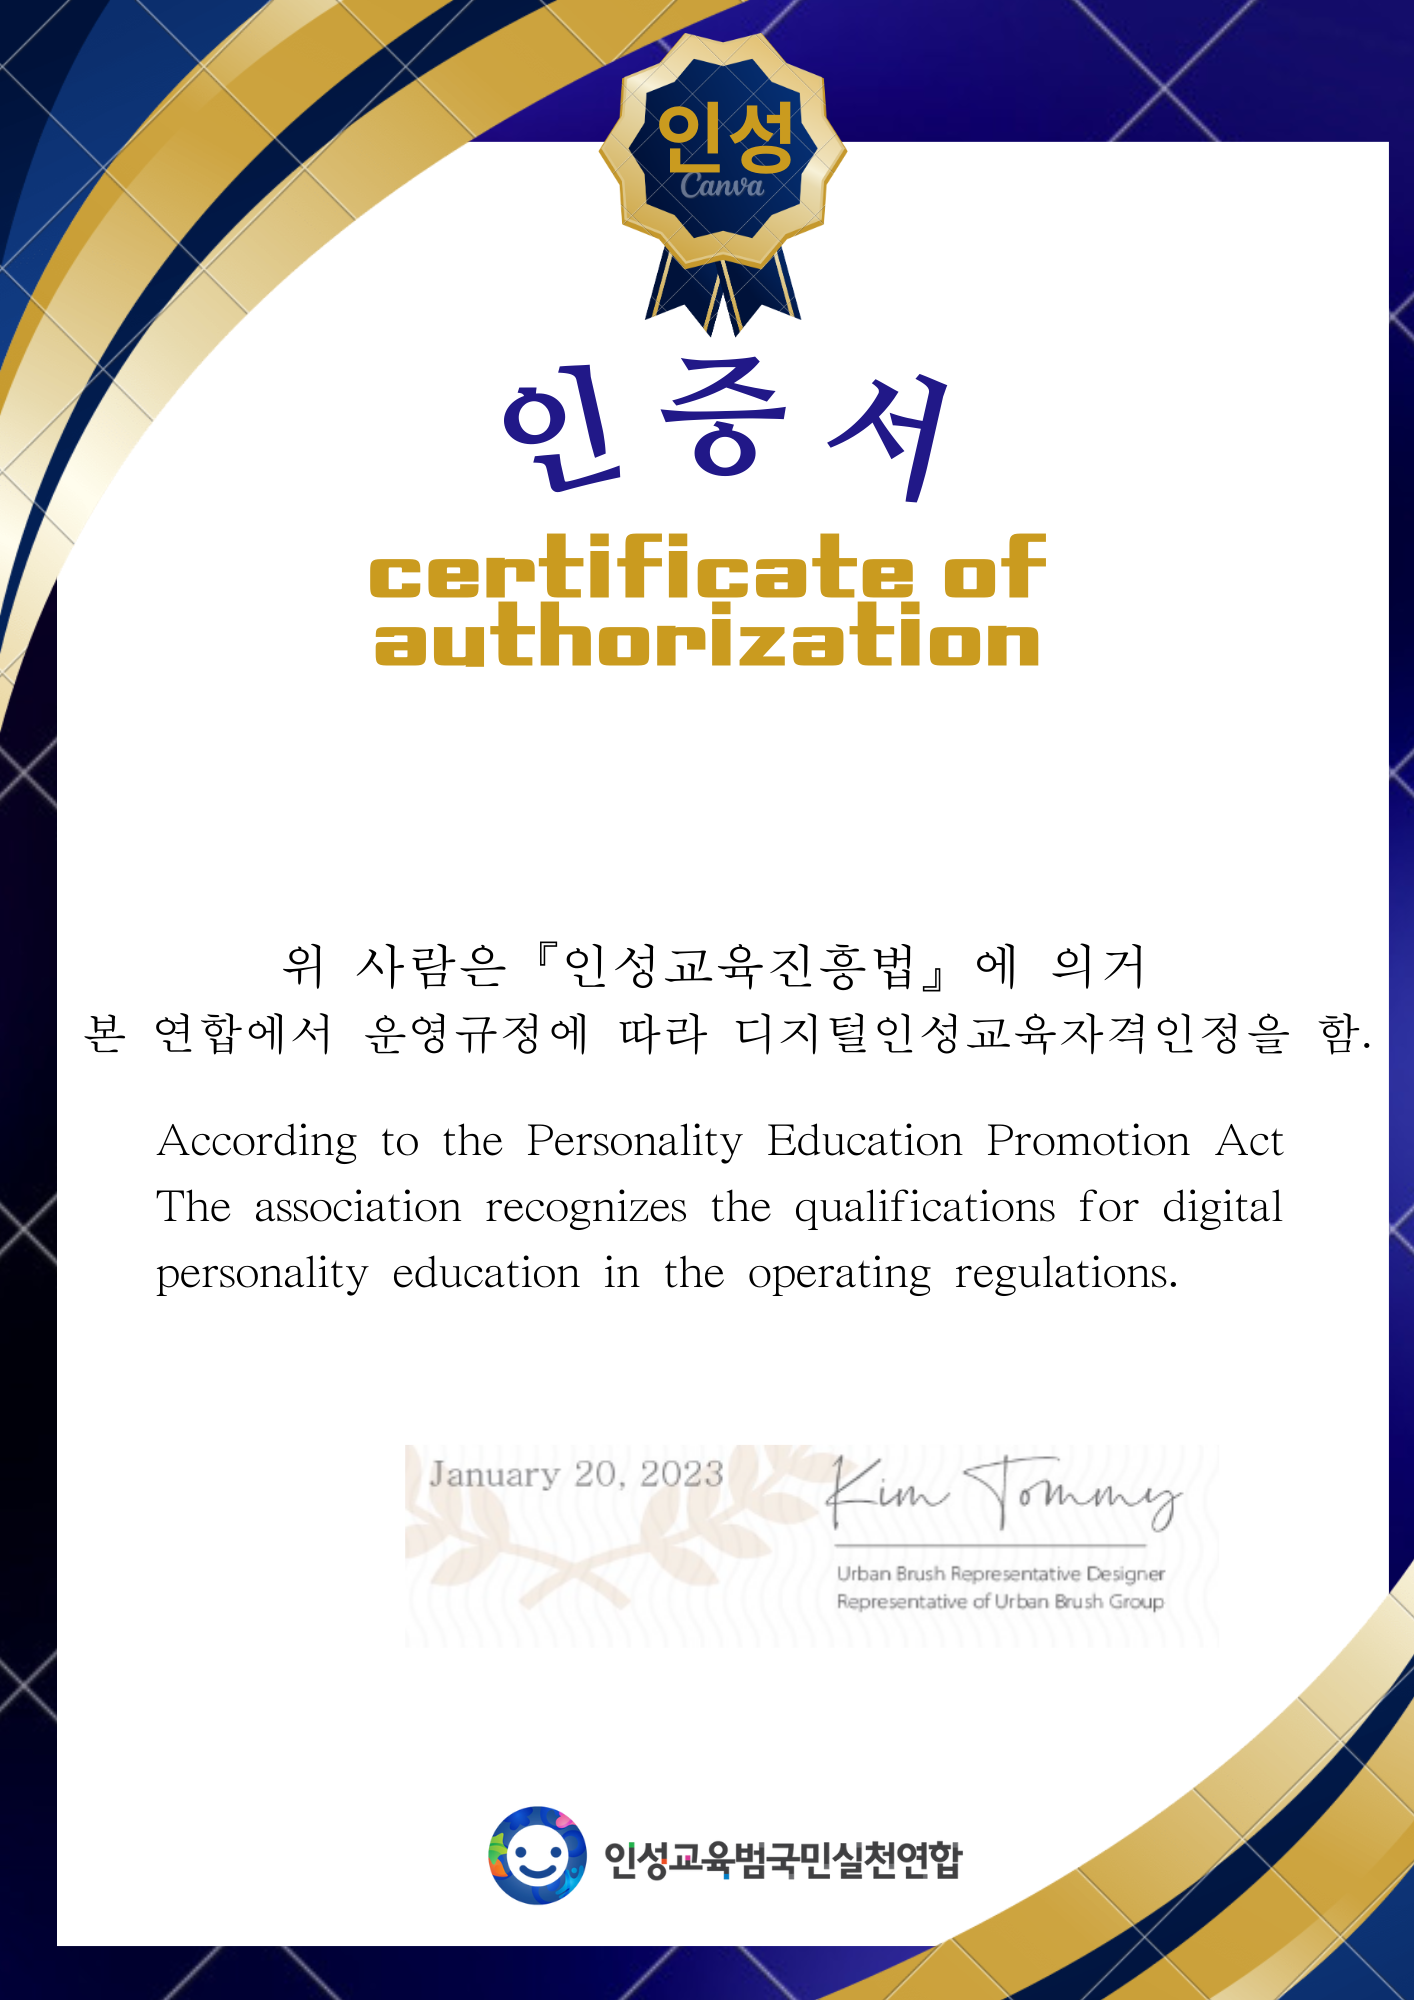 인성
Canva
인증서
certificate of
authorization
위 사람은『인성교육진흥법』에 의거
본 연합에서 운영규정에 따라 디지털인성교육자격인정을 함.
According to the Personality Education Promotion Act
The association recognizes the qualifications for digital
personality education in the operating regulations.
January 20, 2023
Kim Tommy
Urban Brush Representative Designer
Representative of Urban Brush Group
인성교육범국민실천연합